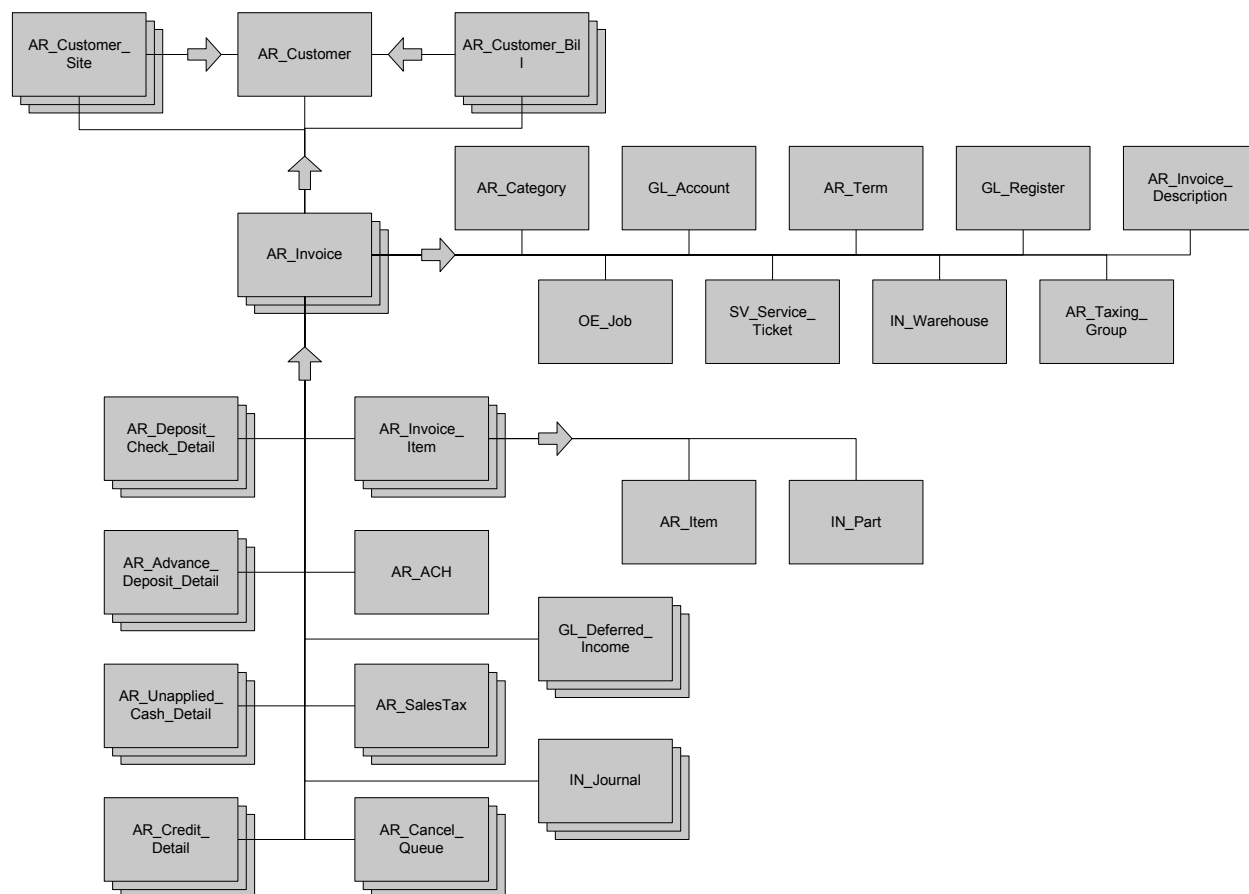 AR_Customer_
Site
AR_Customer
AR_Customer_Bil
l
AR_Category
GL_Account
AR_Term
GL_Register
AR_Invoice_
Description
AR_Invoice
OE_Job
SV_Service_
Ticket
IN_Warehouse
AR_Taxing_
Group
AR_Deposit_
Check_Detail
AR_Invoice_
Item
AR_Item
IN_Part
AR_Advance_
Deposit_Detail
AR_ACH
GL_Deferred_
Income
AR_Unapplied_
Cash_Detail
AR_SalesTax
IN_Journal
AR_Credit_
Detail
AR_Cancel_
Queue